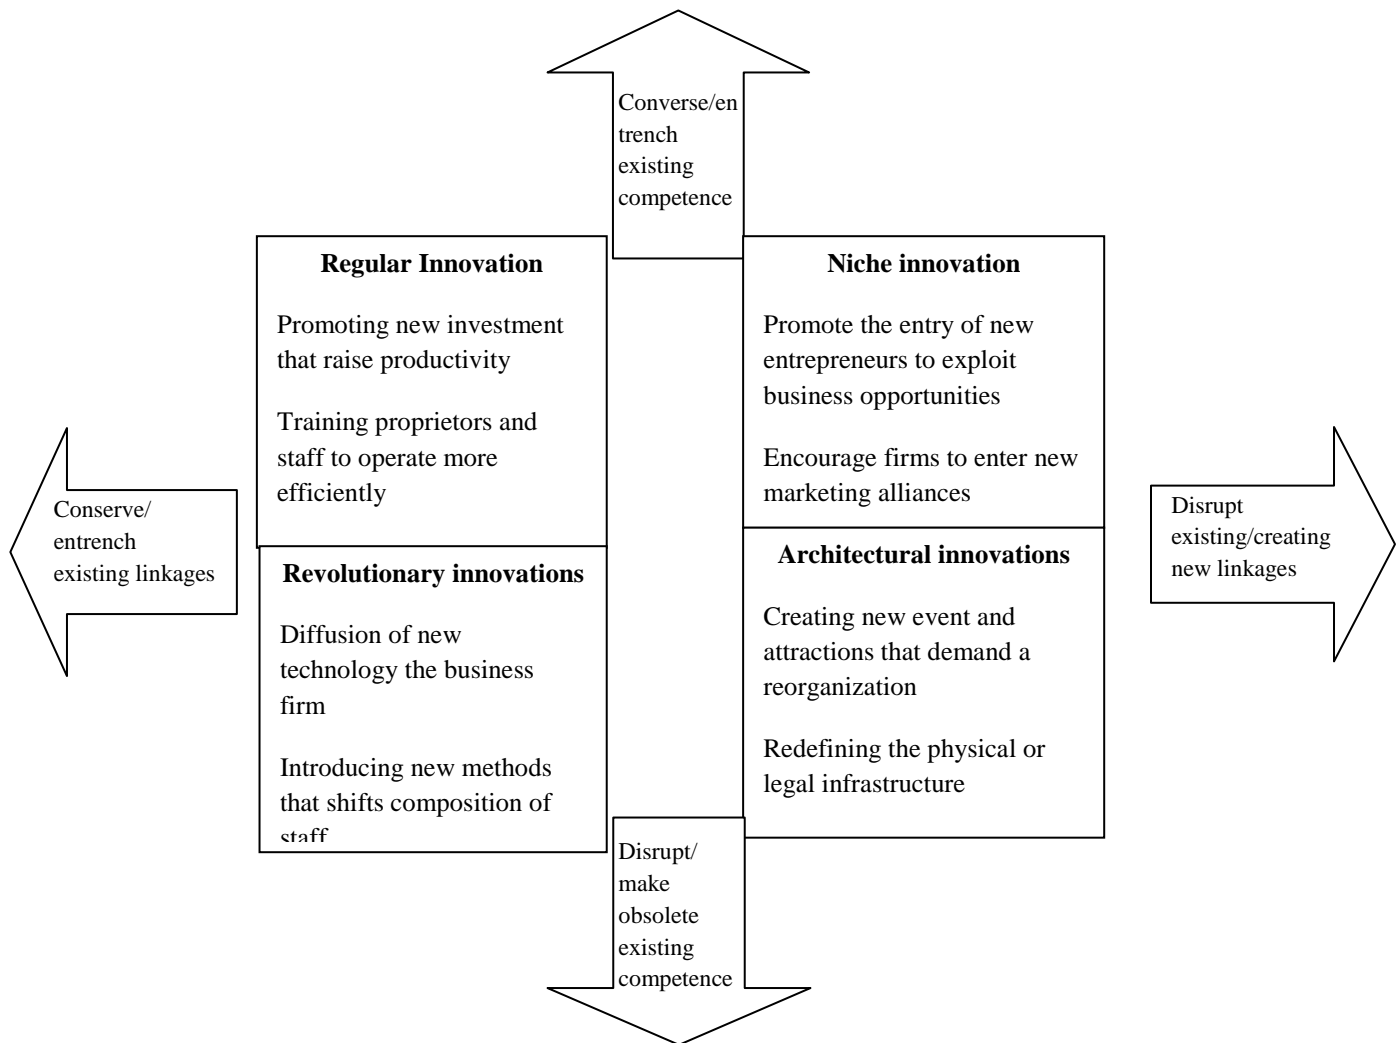 Converse/en
trench
existing
competence
Regular Innovation
Promoting new investment
that raise productivity
Training proprietors and
staff to operate more
efficiently
Niche innovation
Promote the entry of new
entrepreneurs to exploit
business opportunities
Encourage firms to enter new
marketing alliances
Conserve/
entrench
existing linkages
Disrupt
existing/creating
new linkages
Revolutionary innovations
Diffusion of new
technology the business
firm
Introducing new methods
that shifts composition of
staff
Architectural innovations
Creating new event and
attractions that demand a
reorganization
Redefining the physical or
legal infrastructure
Disrupt/
make
obsolete
existing
competence